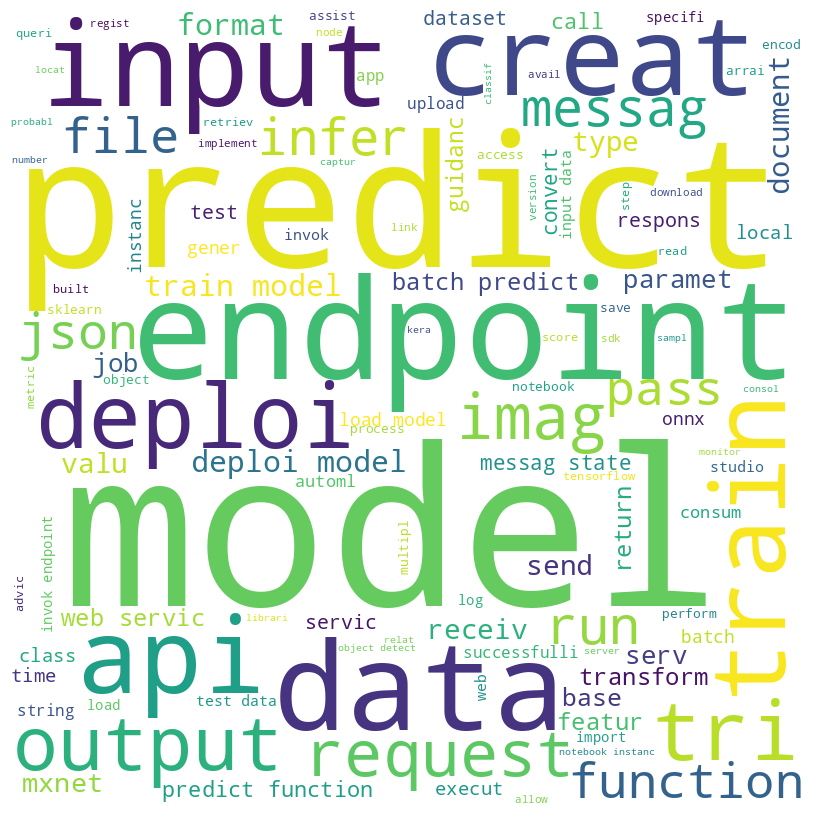 queri
regist
format
assist
node
dataset
call
specifi
input
creat
encod
locat
app
avail
arrai
classif
upload
messag
document
probabl
file
retriev
infer
type
number
implement
captur
guidanc
access
convert
input data
version
step
download
predict
instanc
test
gener
invok
link
respons
local
read
built
train model
batch predict
paramet
sklearn
endpoint
save
json
kera
score
sdk
sampl
job
object
metric
notebook
consol
deploi
load model
process
imag
pass
onnx
train
valu
deploi model
automl
messag state
tensorflow
monitor
studio
model
multipl
send
return
consum
advic
invok endpoint
log
web servic
librari
servic
receiv
run
perform
batch
api
relat
object detect
successfulli
server
serv
class
time
data
web
transform
base
string
load
test data
featur
tri
import
output
request
notebook instanc
mxnet
predict function
execut
allow
function